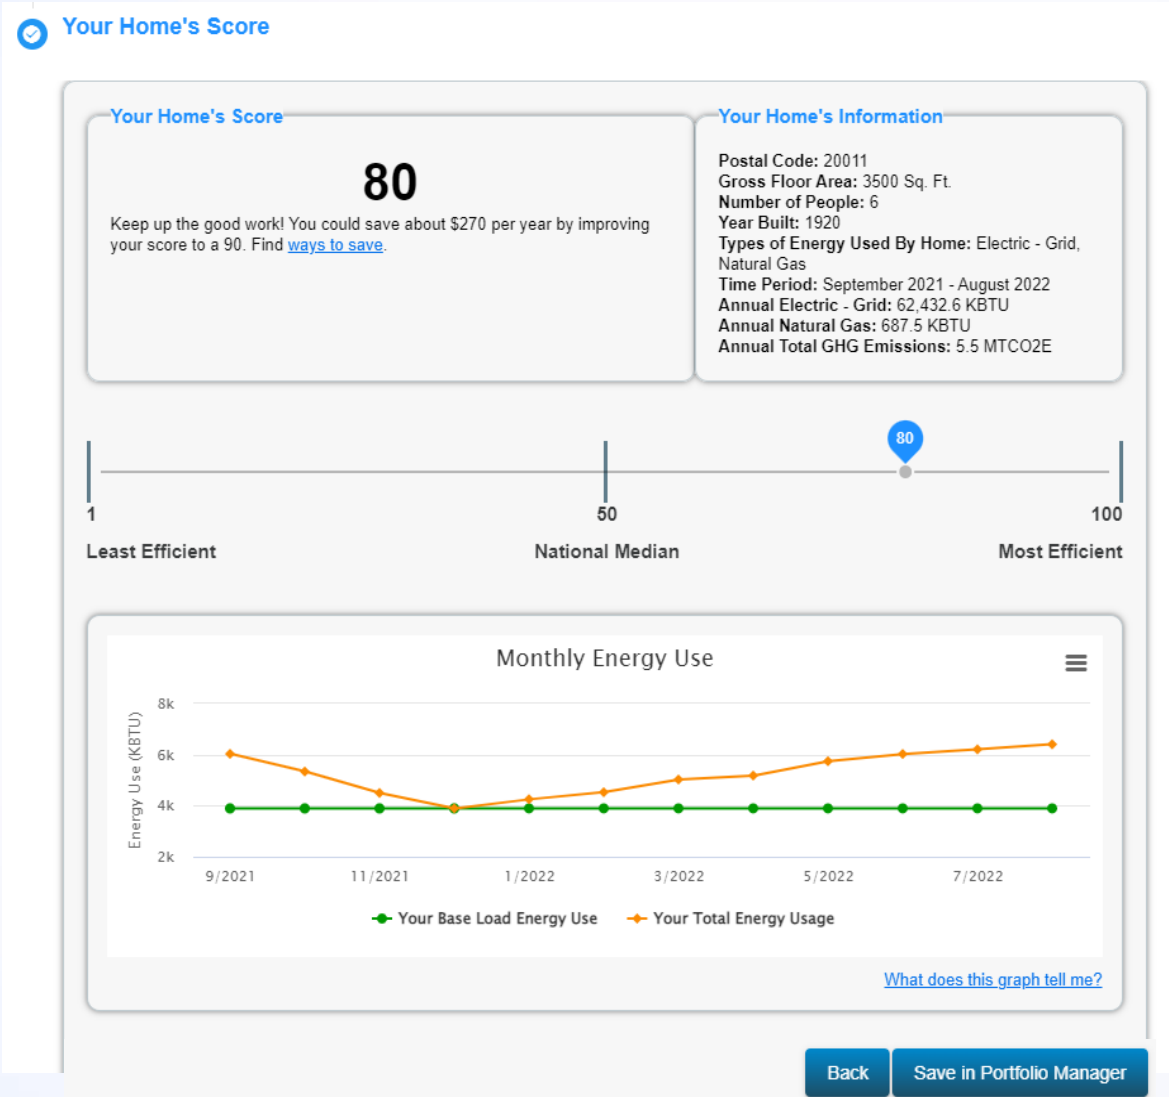 Your Home's Score
Your Home's Score
80
Keep up the good work! You could save about $270 per year by improving
your score to a 90. Find ways to save.
Your Home's Information
Postal Code: 20011
Gross Floor Area: 3500 Sq. Ft.
Number of People: 6
Year Built: 1920
Types of Energy Used By Home: Electric - Grid,
Natural Gas
Time Period: September 2021 - August 2022
Annual Electric - Grid: 62,432.6 KBTU
Annual Natural Gas: 687.5 KBTU
Annual Total GHG Emissions: 5.5 MTCO2E
80
1 50 100
Least Efficient National Median Most Efficient
Monthly Energy Use
Energy Use (KBTU)
8k
6k
4k
2k
9/2021 11/2021 1/2022 3/2022 5/2022 7/2022
Your Base Load Energy Use Your Total Energy Usage
What does this graph tell me?
Back Save in Portfolio Manager